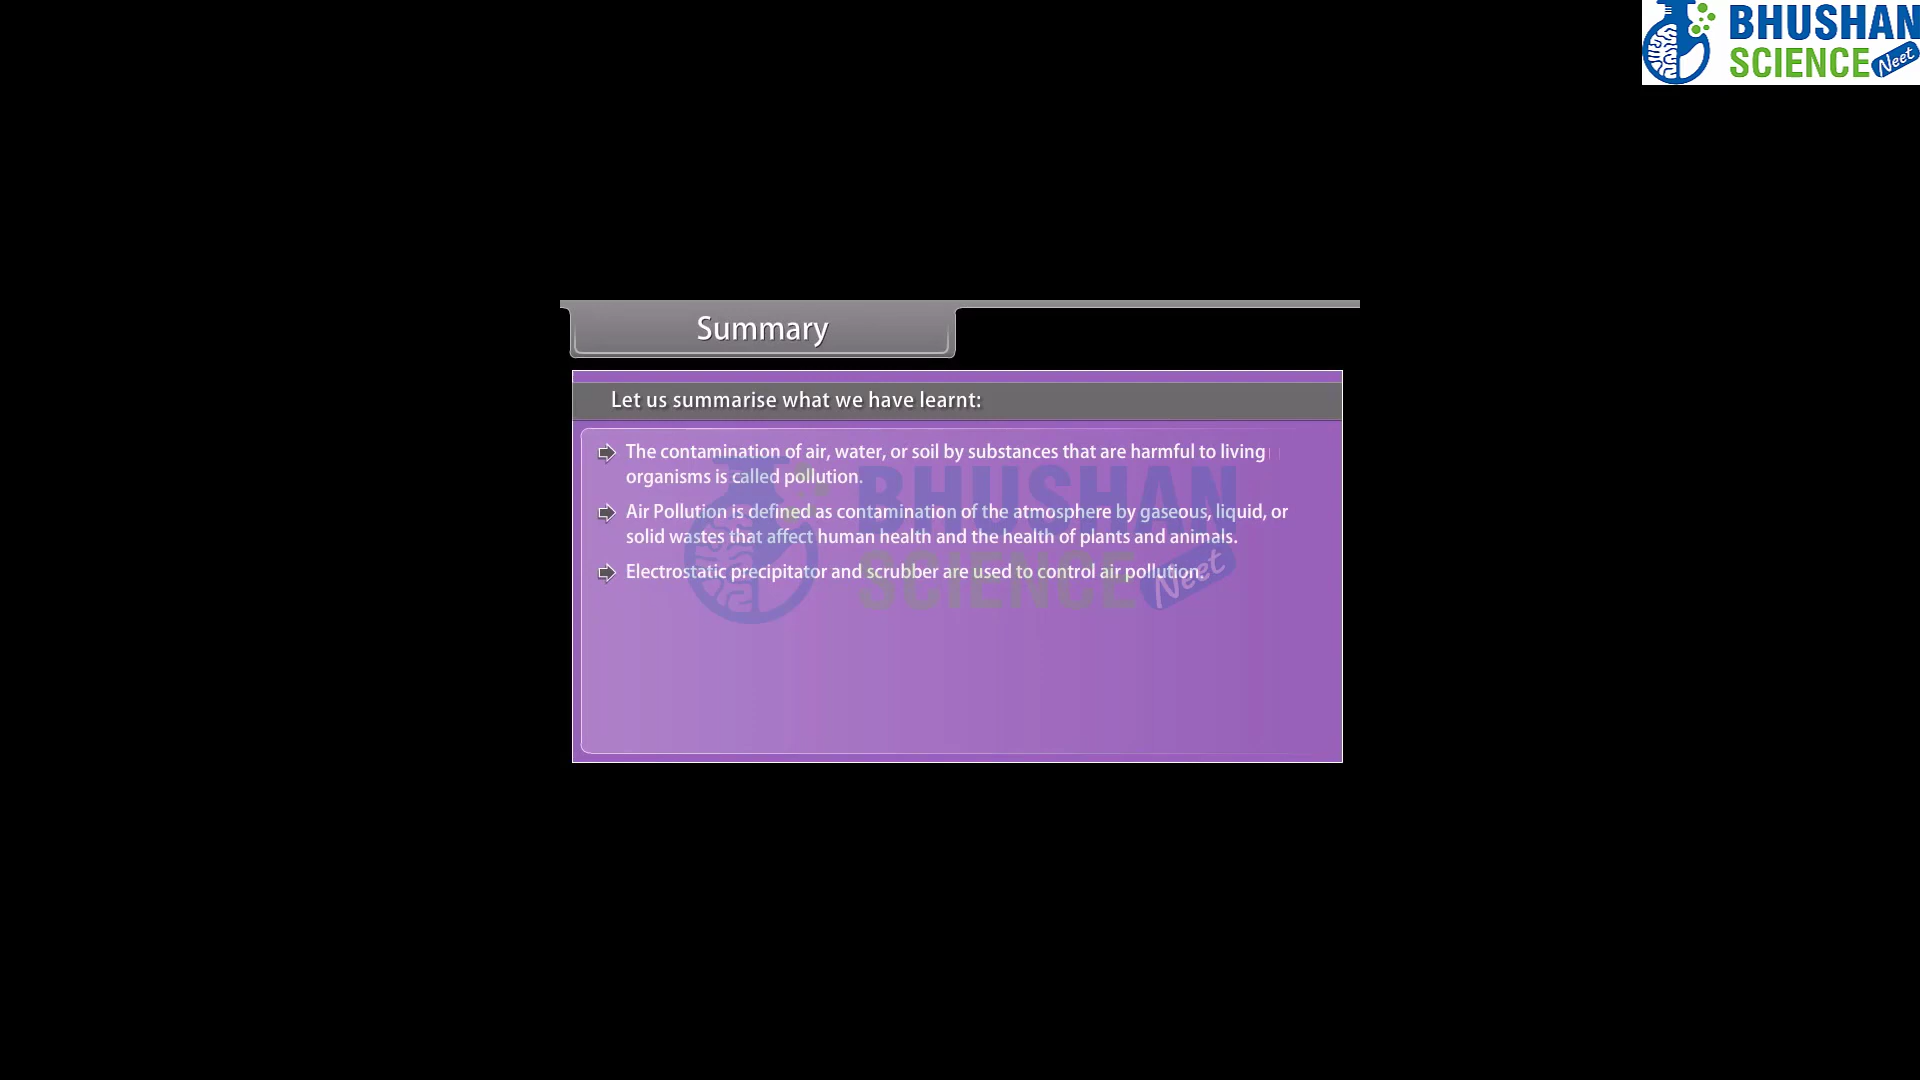 BHUSHAN
SCIENCE Neet
Summary
Let us summarise what we have learnt:
The contamination of air, water, or soil by substances that are harmful to living
organisms is called pollution.
Air Pollution is defined as contamination of the atmosphere by gaseous, liquid, or
solid wastes that affect human health and the health of plants and animals.
Electrostatic precipitator and scrubber are used to control air pollution.
BHUSHAN
SCIENCE Neet